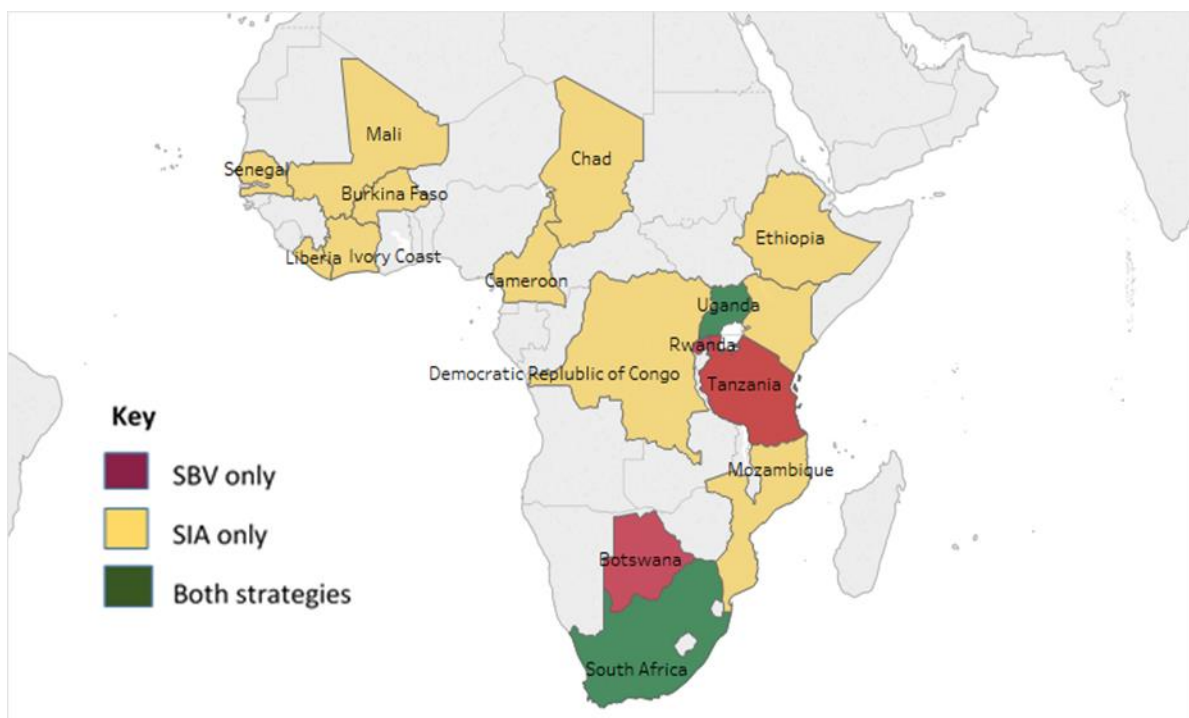 Mali
Chad
Senegal
Burkina Faso
Ethiopia
Liberia
Ivory Coast
Cameroon
Uganda
Rwanda
Democratic Replublic of Congo
Tanzania
Key
SBV only
Mozambique
SIA only
Botswana
Both strategies
South Africa